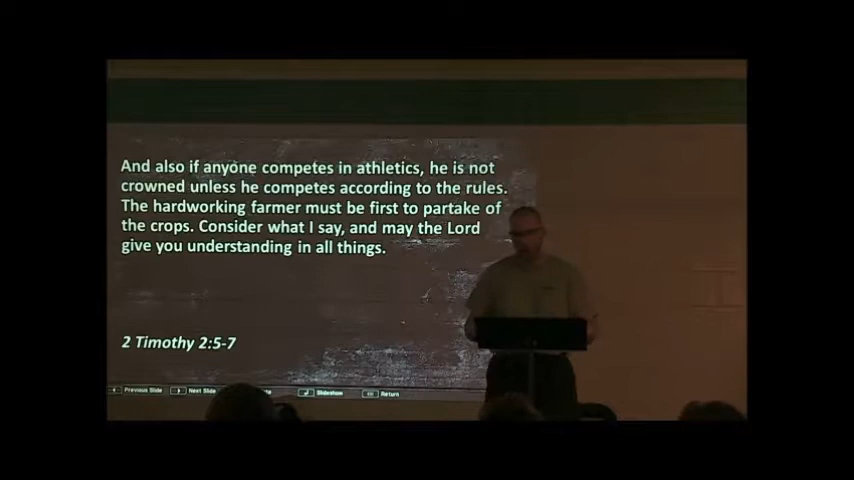 And also if anyone competes in athletics, he is not
crowned unless he competes according to the rules.
The hardworking farmer must be first to partake of
the crops. Consider what I say, and may the Lord
give you understanding in all things.
2 Timothy 2:5-7
Previous Slide Next Slide Slideshow Return